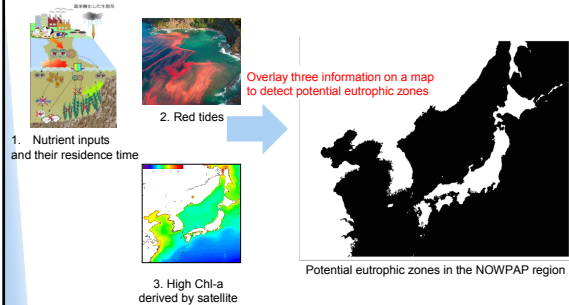 1. Nutrient inputs
and their residence time
2. Red tides
3. High Chl-a
derived by satellite
Overlay three information on a map
to detect potential eutrophic zones
Potential eutrophic zones in the NOWPAP region